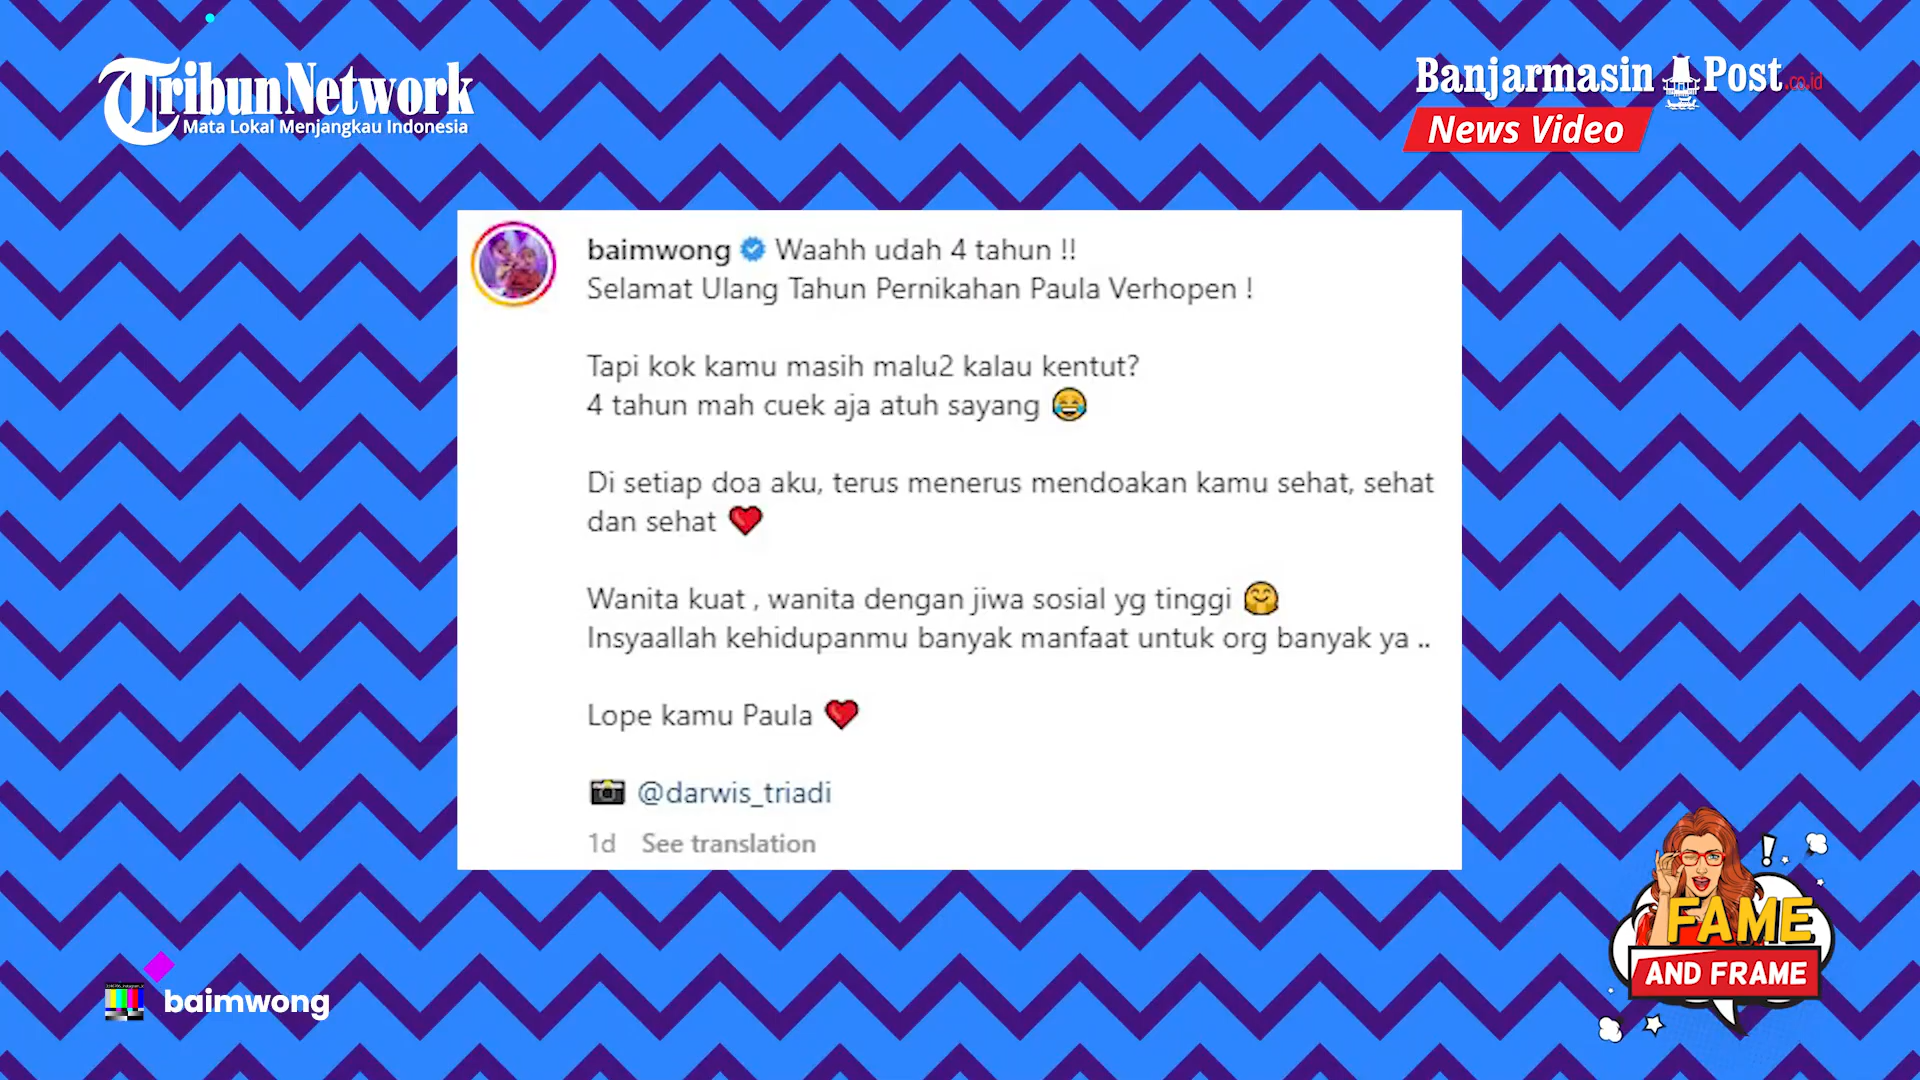 TribunNetwork
Mata Lokal Menjangkau Indonesia
Banjarmasin Post.co.id
News Video
baimwong Waahh udah 4 tahun !!
Selamat Ulang Tahun Pernikahan Paula Verhopen !
Tapi kok kamu masih malu2 kalau kentut?
4 tahun mah cuek aja atuh sayang 😂
Di setiap doa aku, terus menerus mendoakan kamu sehat, sehat
dan sehat ❤️
Wanita kuat , wanita dengan jiwa sosial yg tinggi 🤗
Insyaallah kehidupanmu banyak manfaat untuk org banyak ya ..
Lope kamu Paula ❤️
📷 @darwis_triadi
1d See translation
FAME
AND FRAME
baimwong